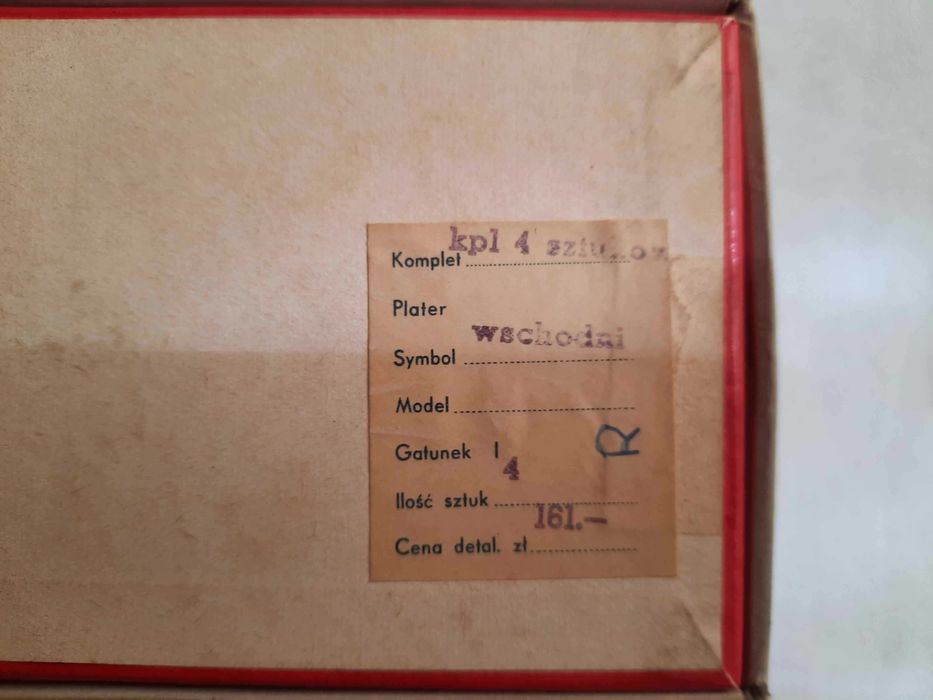 kpl 4
Komplet
Plater
wschodni
Symbol
Model
R
Gatunek I
4
Ilość sztuk
161.-
Cena detal. zł